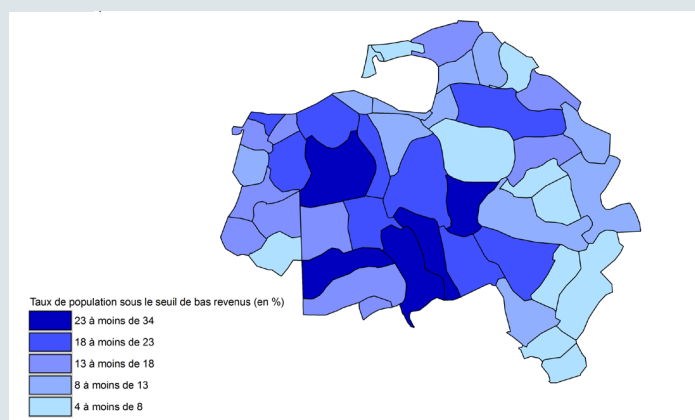 Taux de population sous le seuil de bas revenus (en %)
23 à moins de 34
18 à moins de 23
13 à moins de 18
8 à moins de 13
4 à moins de 8